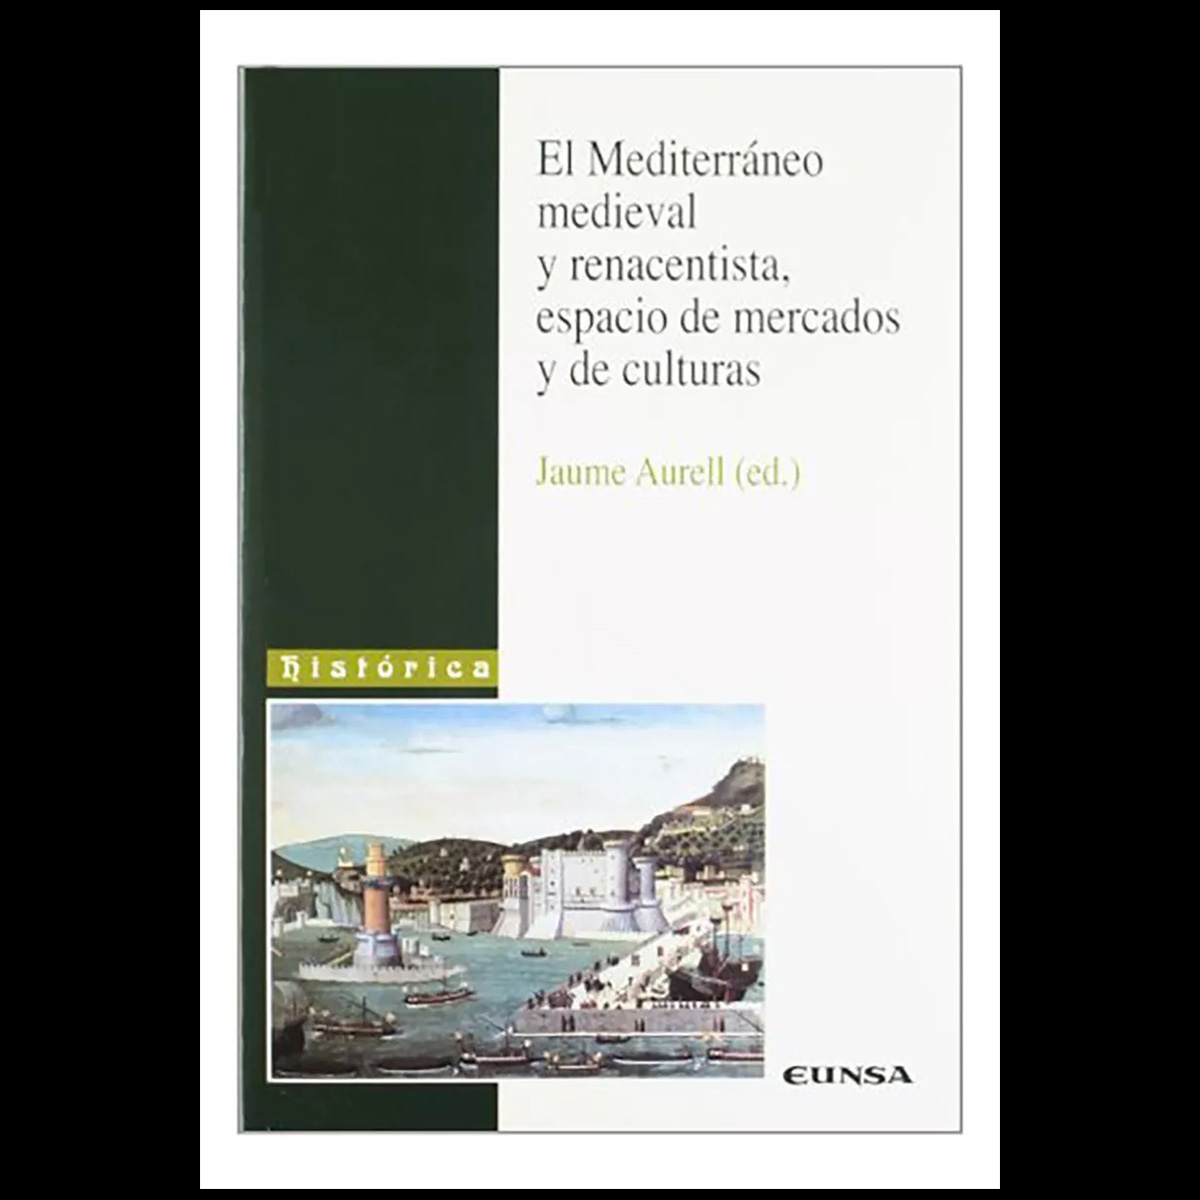 El Mediterráneo
medieval
y renacentista,
espacio de mercados
y de culturas
Jaume Aurell (ed.)
histórica
EUNSA